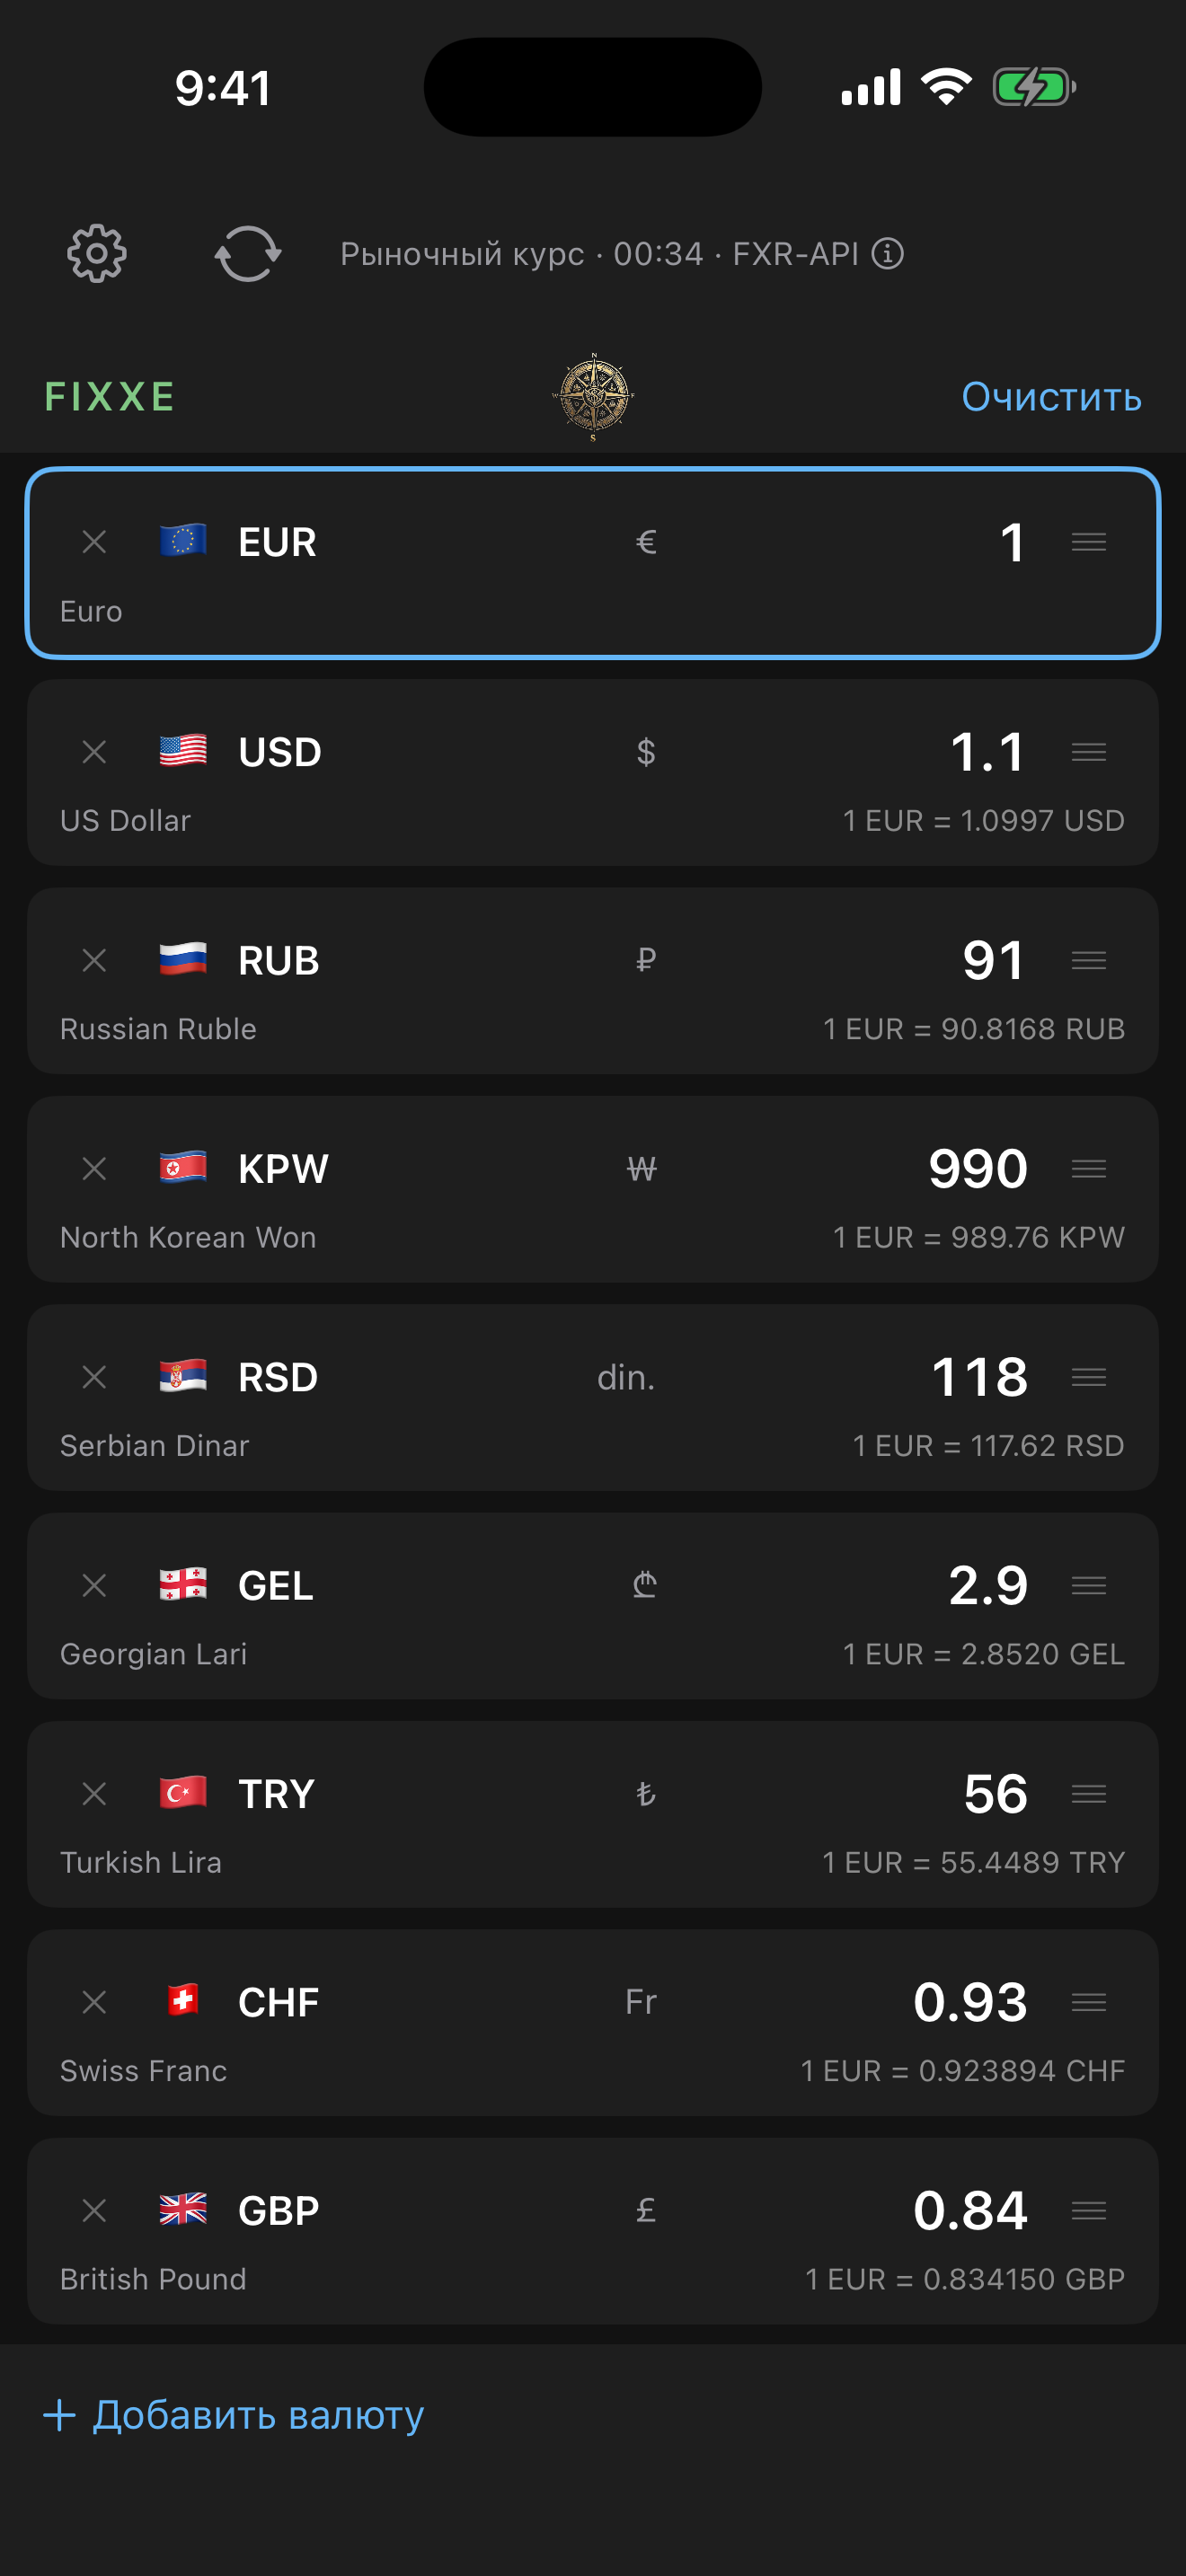 9:41
Рыночный курс · 00:34 · FXR-API
FIXXE
Очистить
EUR € 1
Euro
USD $ 1.1
US Dollar 1 EUR = 1.0997 USD
RUB ₽ 91
Russian Ruble 1 EUR = 90.8168 RUB
KPW ₩ 990
North Korean Won 1 EUR = 989.76 KPW
RSD din. 118
Serbian Dinar 1 EUR = 117.62 RSD
GEL ₾ 2.9
Georgian Lari 1 EUR = 2.8520 GEL
TRY ₺ 56
Turkish Lira 1 EUR = 55.4489 TRY
CHF Fr 0.93
Swiss Franc 1 EUR = 0.923894 CHF
GBP £ 0.84
British Pound 1 EUR = 0.834150 GBP
+ Добавить валюту